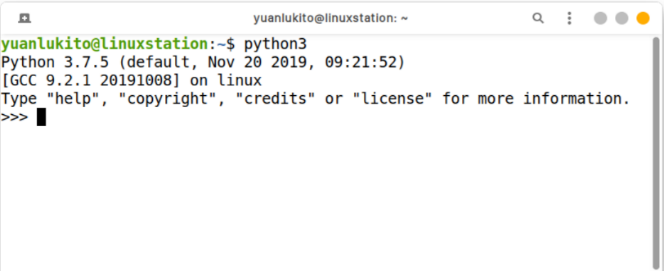 yuanlukito@linuxstation: ~
yuanlukito@linuxstation:~$ python3
Python 3.7.5 (default, Nov 20 2019, 09:21:52)
[GCC 9.2.1 20191008] on linux
Type "help", "copyright", "credits" or "license" for more information.
>>>